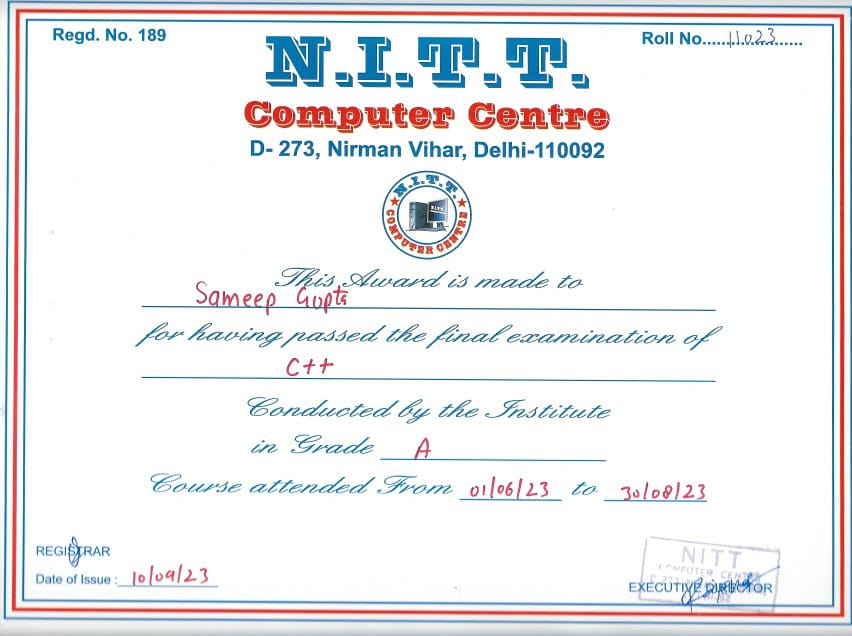 Regd. No. 189
Roll No.....11023.....
N.I.T.T.
Computer Centre
D- 273, Nirman Vihar, Delhi-110092
N.I.T.T.
COMPUTER CENTRE
This Award is made to
Sameep Gupta
for having passed the final examination of
C++
Conducted by the Institute
in Grade A
Course attended From 01/06/23 to 30/08/23
REGISTRAR
Date of Issue : 10/09/23
NITT
COMPUTER CENTRE
EXECUTIVE DIRECTOR